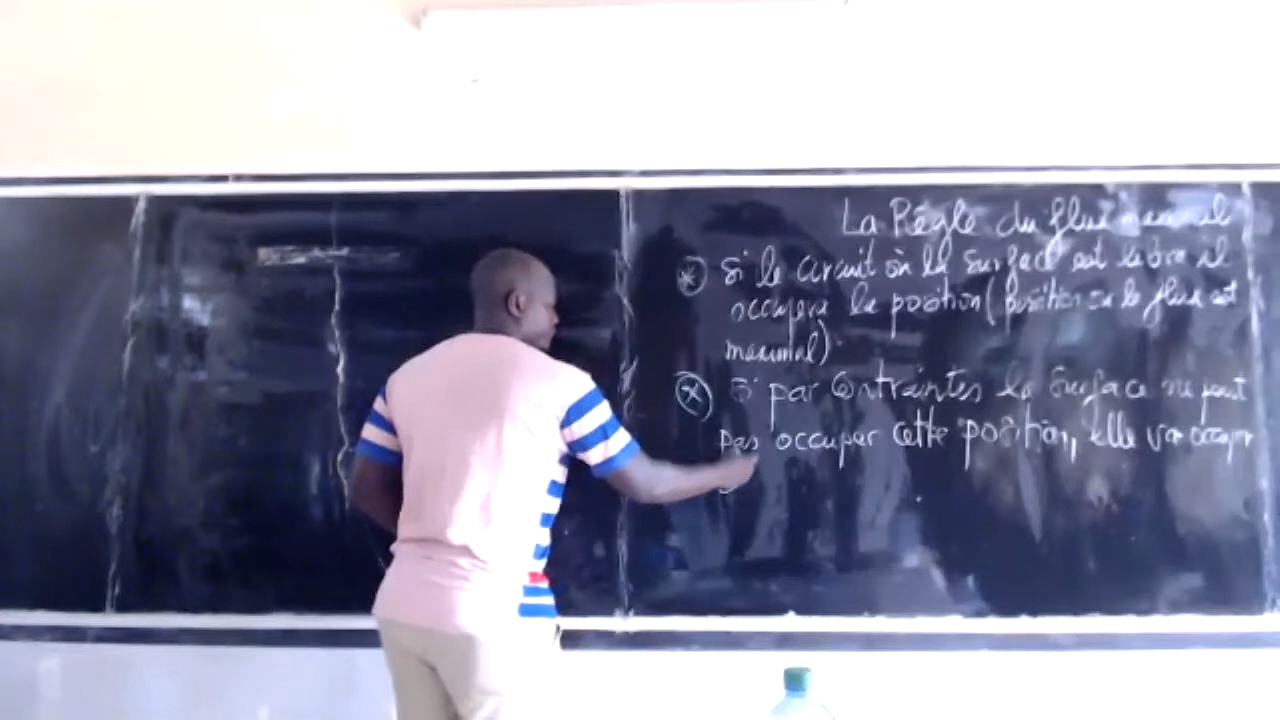 La Règle du flux maximal
* Si le circuit ou la surface est libre il
occupera la position (position où le flux est
maximal)
* Si par contraintes la surface ne peut
pas occuper cette position, elle va occuper